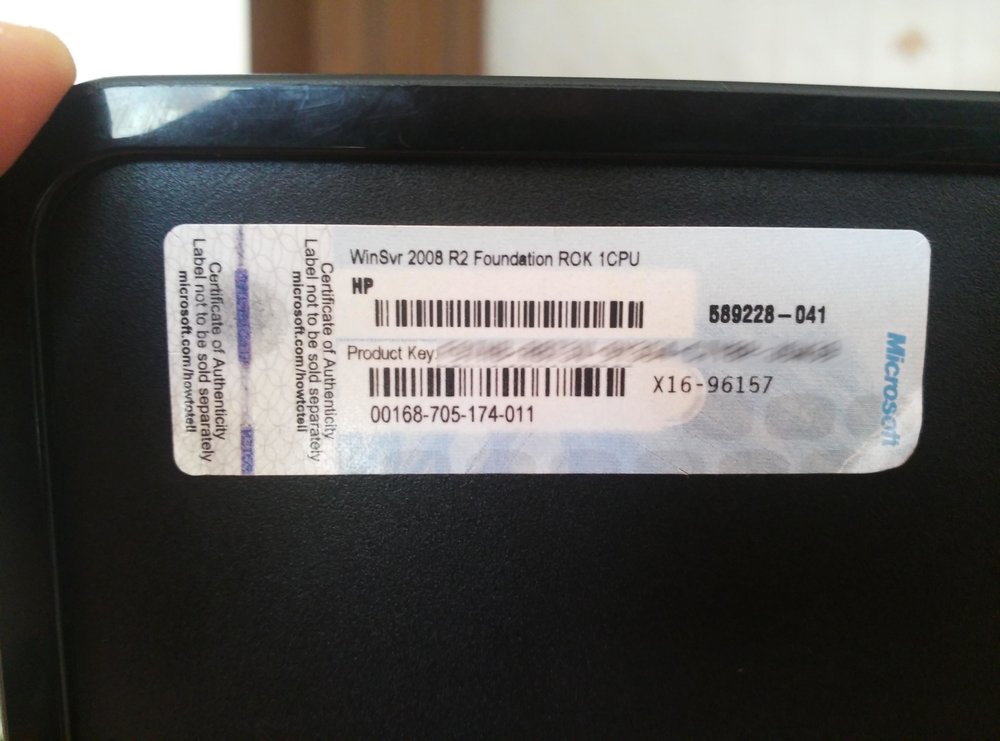 WinSvr 2008 R2 Foundation ROK 1CPU
HP
589228-041
Product Key:
X16-96157
00168-705-174-011
Microsoft
Certificate of Authenticity
Label not to be sold separately
microsoft.com/howtotell
Certificate of Authenticity
Label not to be sold separately
microsoft.com/howtotell